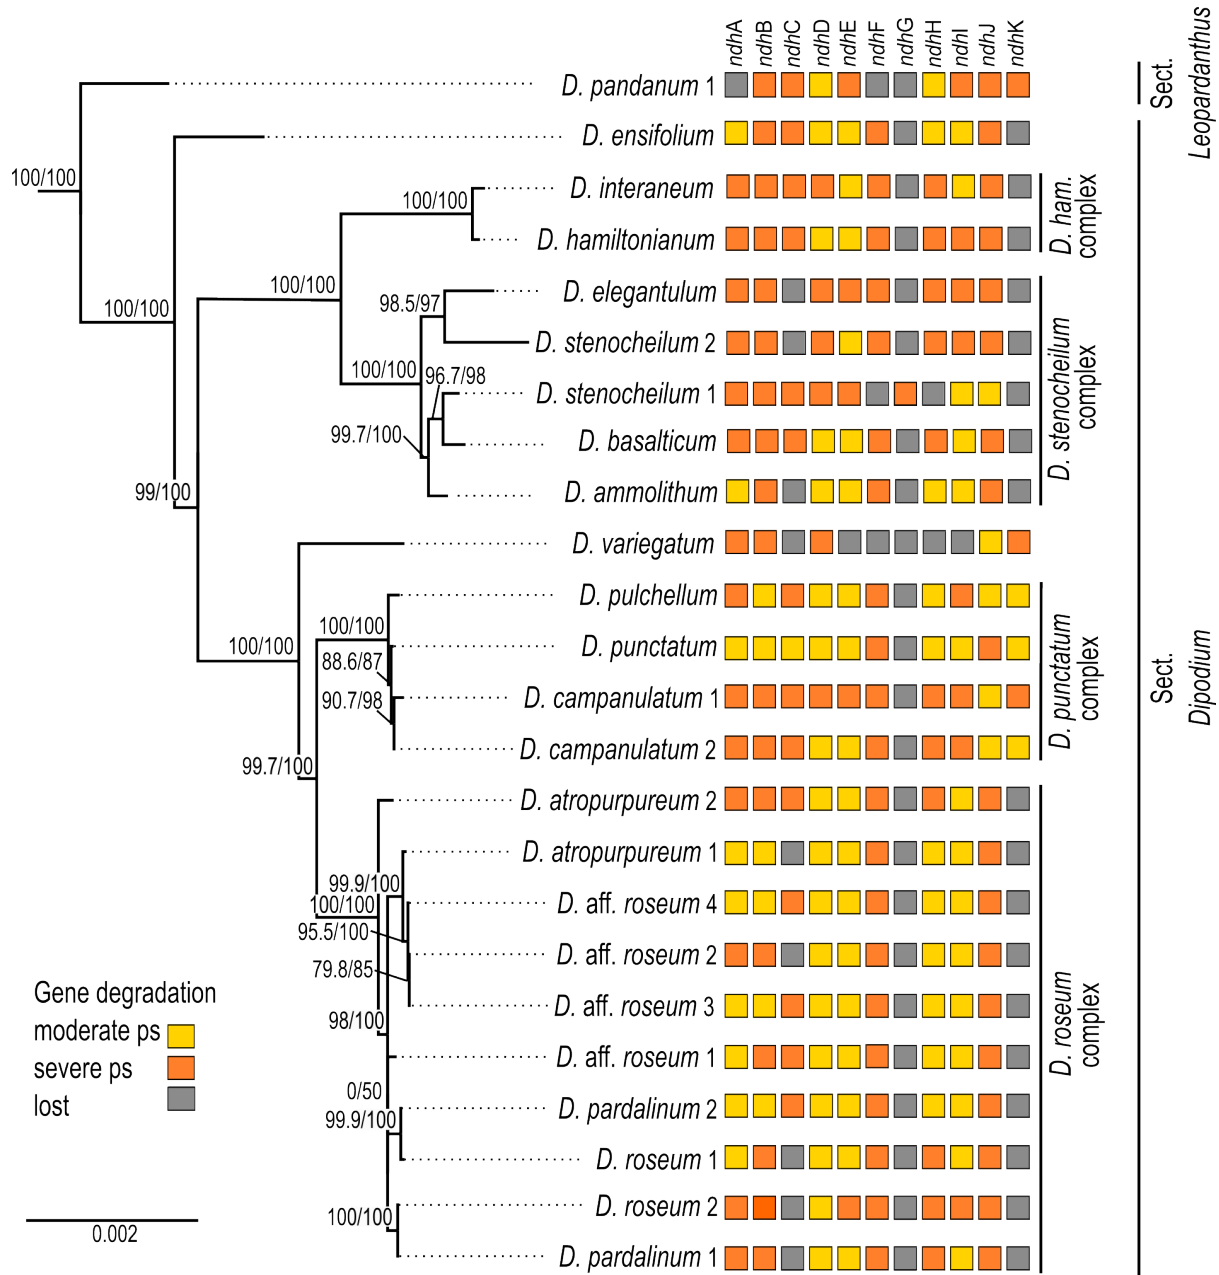 ndhA ndhB ndhC ndhD ndhE ndhF ndhG ndhH ndhI ndhJ ndhK
D. pandanum 1
Sect.
Leopardanthus
D. ensifolium
100/100
D. interaneum
100/100
D. hamiltonianum
D. ham.
complex
100/100
100/100
D. elegantulum
98.5/97
D. stenocheilum 2
100/100
96.7/98
D. stenocheilum 1
99.7/100
D. basalticum
D. stenocheilum
complex
99/100
D. ammolithum
D. variegatum
D. pulchellum
100/100
100/100
88.6/87
D. punctatum
90.7/98
D. campanulatum 1
D. campanulatum 2
D. punctatum
complex
Sect.
Dipodium
99.7/100
D. atropurpureum 2
D. atropurpureum 1
99.9/100
100/100
D. aff. roseum 4
95.5/100
D. aff. roseum 2
79.8/85
D. aff. roseum 3
98/100
D. aff. roseum 1
0/50
D. pardalinum 2
99.9/100
D. roseum 1
D. roseum 2
100/100
D. pardalinum 1
D. roseum
complex
Gene degradation
moderate ps
severe ps
lost
0.002